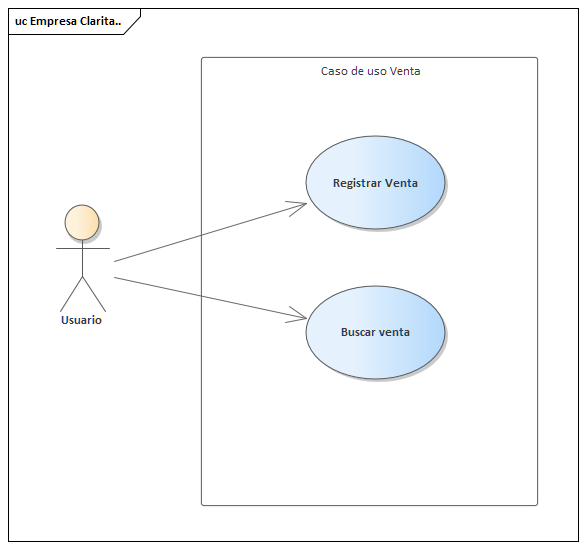 uc Empresa Clarita..
Caso de uso Venta
Registrar Venta
Buscar venta
Usuario